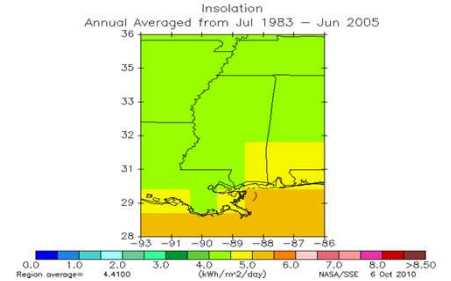 Insolation
Annual Averaged from Jul 1983 - Jun 2005
36
35
33
32
31
29
28
-93 -91 -90 -89 -88 -87 -86
0.0 1.0 2.0 3.0 4.0 5.0 6.0 7.0 8.0 >8.50
Region average= 4.4100 (kWh/m^2/day) NASA/SSE 6 Oct 2010